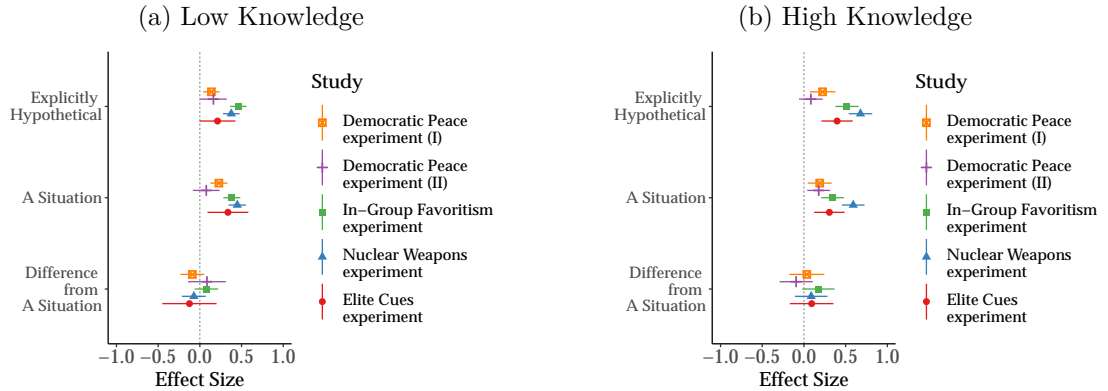 (a) Low Knowledge
Explicitly
Hypothetical
A Situation
Difference
from
A Situation
−1.0 −0.5 0.0 0.5 1.0
Effect Size
Study
Democratic Peace
experiment (I)
Democratic Peace
experiment (II)
In−Group Favoritism
experiment
Nuclear Weapons
experiment
Elite Cues
experiment
(b) High Knowledge
Explicitly
Hypothetical
A Situation
Difference
from
A Situation
−1.0 −0.5 0.0 0.5 1.0
Effect Size
Study
Democratic Peace
experiment (I)
Democratic Peace
experiment (II)
In−Group Favoritism
experiment
Nuclear Weapons
experiment
Elite Cues
experiment